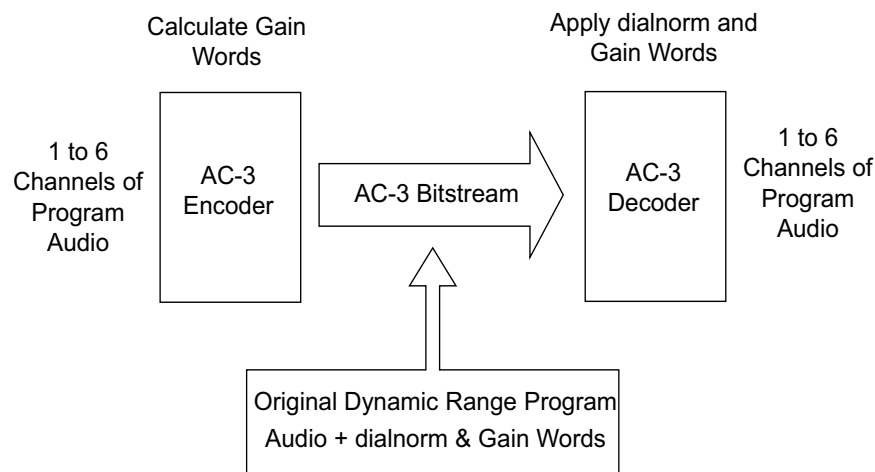 Calculate Gain
Words
Apply dialnorm and
Gain Words
1 to 6
Channels of
Program
Audio
AC-3
Encoder
AC-3 Bitstream
AC-3
Decoder
1 to 6
Channels of
Program
Audio
Original Dynamic Range Program
Audio + dialnorm & Gain Words